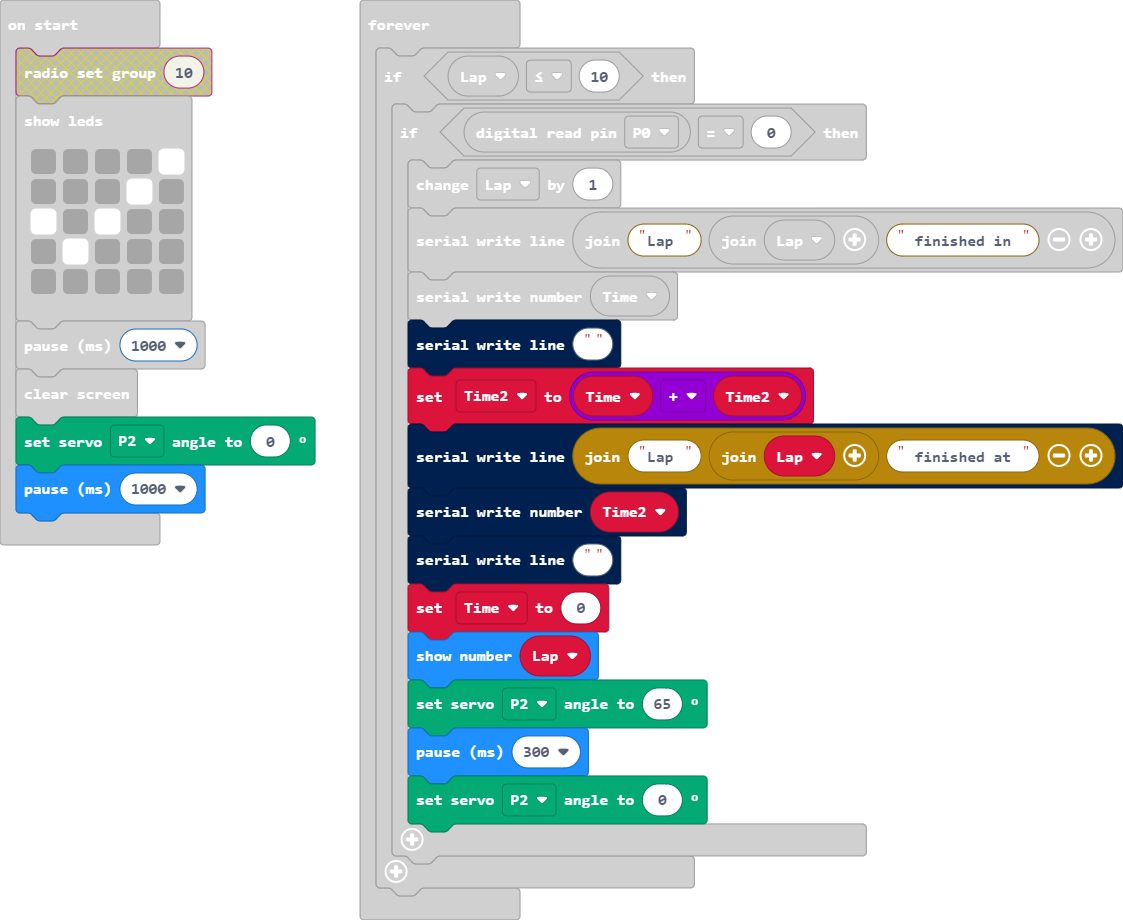 on start
radio set group 10
show leds
pause (ms) 1000
clear screen
set servo P2 angle to 0 °
pause (ms) 1000
forever
if Lap ≤ 10 then
if digital read pin P0 = 0 then
change Lap by 1
serial write line join "Lap " join Lap " finished in "
serial write number Time
serial write line " "
set Time2 to Time + Time2
serial write line join "Lap " join Lap " finished at "
serial write number Time2
serial write line " "
set Time to 0
show number Lap
set servo P2 angle to 65 °
pause (ms) 300
set servo P2 angle to 0 °